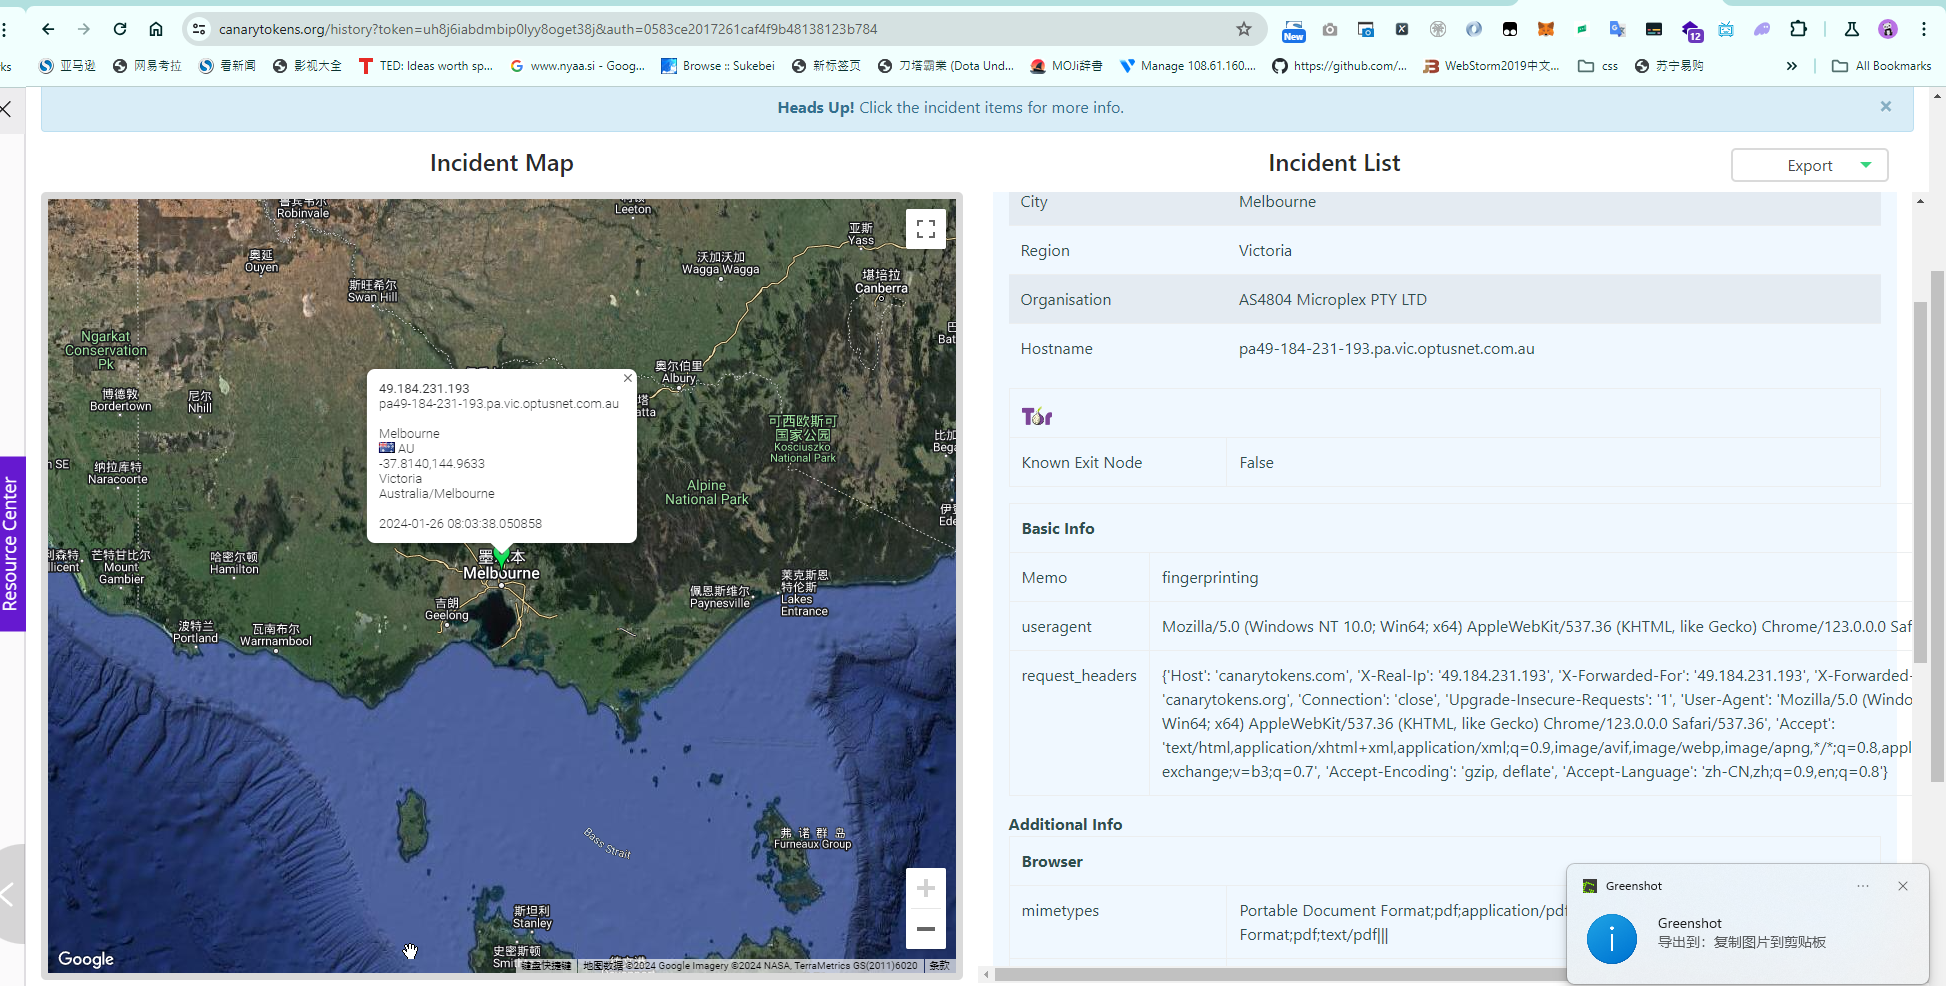 canarytokens.org/history?token=uh8j6iabdmbip0lyy8oget38j&auth=0583ce2017261caf4f9b48138123b784
New
12
ks
亚马逊
网易考拉
看新闻
影视大全
TED: Ideas worth sp...
www.nyaa.si - Goog...
Browse :: Sukebei
新标签页
刀塔霸業 (Dota Und...
MOJi辞書
Manage 108.61.160....
https://github.com/...
WebStorm2019中文...
css
苏宁易购
All Bookmarks
Heads Up! Click the incident items for more info.
Incident Map
Incident List
Export
Resource Center
Robinvale
Leeton
亚斯
Yass
奥延
Ouyen
沃加沃加
Wagga Wagga
堪培拉
Canberra
斯旺希尔
Swan Hill
Ngarkat
Conservation
Pk
Bat
博德敦
Bordertown
尼尔
Nhill
奥尔伯里
Albury
塔
atta
可西欧斯可
国家公园
Kosciuszko
National Park
比加
Beg
n SE
纳拉库特
Naracoorte
Alpine
National Park
Ede
利森特
llicent
芒特甘比尔
Mount
Gambier
哈密尔顿
Hamilton
Melbourne
吉朗
Geelong
佩恩斯维尔
Paynesville
莱克斯恩
特伦斯
Lakes
Entrance
波特兰
Portland
瓦南布尔
Warrnambool
Bass Strait
弗诺群岛
Furneaux Group
斯坦利
Stanley
史密斯顿
Smit
Google
键盘快捷键
地图数据 ©2024 Google Imagery ©2024 NASA, TerraMetrics GS(2011)6020
条款
49.184.231.193
pa49-184-231-193.pa.vic.optusnet.com.au
Melbourne
AU
-37.8140,144.9633
Victoria
Australia/Melbourne
2024-01-26 08:03:38.050858
City Melbourne
Region Victoria
Organisation AS4804 Microplex PTY LTD
Hostname pa49-184-231-193.pa.vic.optusnet.com.au
Tor
Known Exit Node False
Basic Info
Memo fingerprinting
useragent Mozilla/5.0 (Windows NT 10.0; Win64; x64) AppleWebKit/537.36 (KHTML, like Gecko) Chrome/123.0.0.0 Saf
request_headers {'Host': 'canarytokens.com', 'X-Real-Ip': '49.184.231.193', 'X-Forwarded-For': '49.184.231.193', 'X-Forwarded-
'canarytokens.org', 'Connection': 'close', 'Upgrade-Insecure-Requests': '1', 'User-Agent': 'Mozilla/5.0 (Windo
Win64; x64) AppleWebKit/537.36 (KHTML, like Gecko) Chrome/123.0.0.0 Safari/537.36', 'Accept':
'text/html,application/xhtml+xml,application/xml;q=0.9,image/avif,image/webp,image/apng,*/*;q=0.8,appl
exchange;v=b3;q=0.7', 'Accept-Encoding': 'gzip, deflate', 'Accept-Language': 'zh-CN,zh;q=0.9,en;q=0.8'}
Additional Info
Browser
mimetypes Portable Document Format;pdf;application/pdf
Format;pdf;text/pdf|||
Greenshot
Greenshot
导出到：复制图片到剪贴板